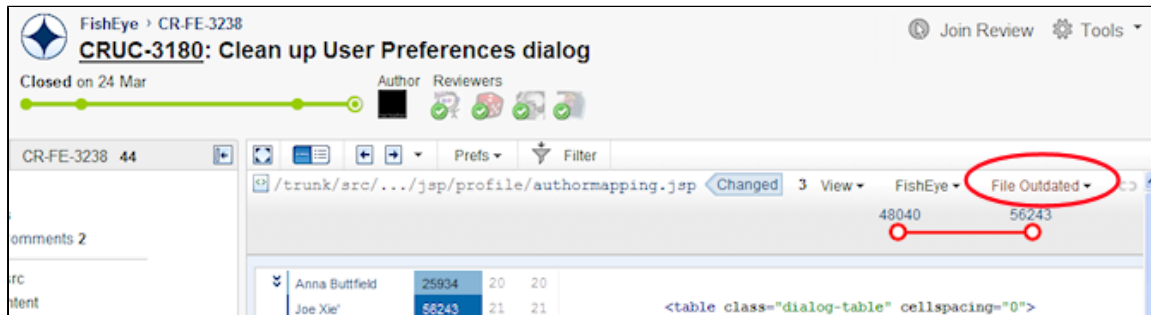 FishEye › CR-FE-3238
CRUC-3180: Clean up User Preferences dialog
Join Review Tools
Closed on 24 Mar
Author Reviewers
CR-FE-3238 44
Prefs Filter
/trunk/src/.../jsp/profile/authormapping.jsp Changed 3 View FishEye File Outdated
48040 56243
omments 2
src
ntent
Anna Buttfield 25934 20 20
Joe Xie' 56243 21 21 <table class="dialog-table" cellspacing="0">